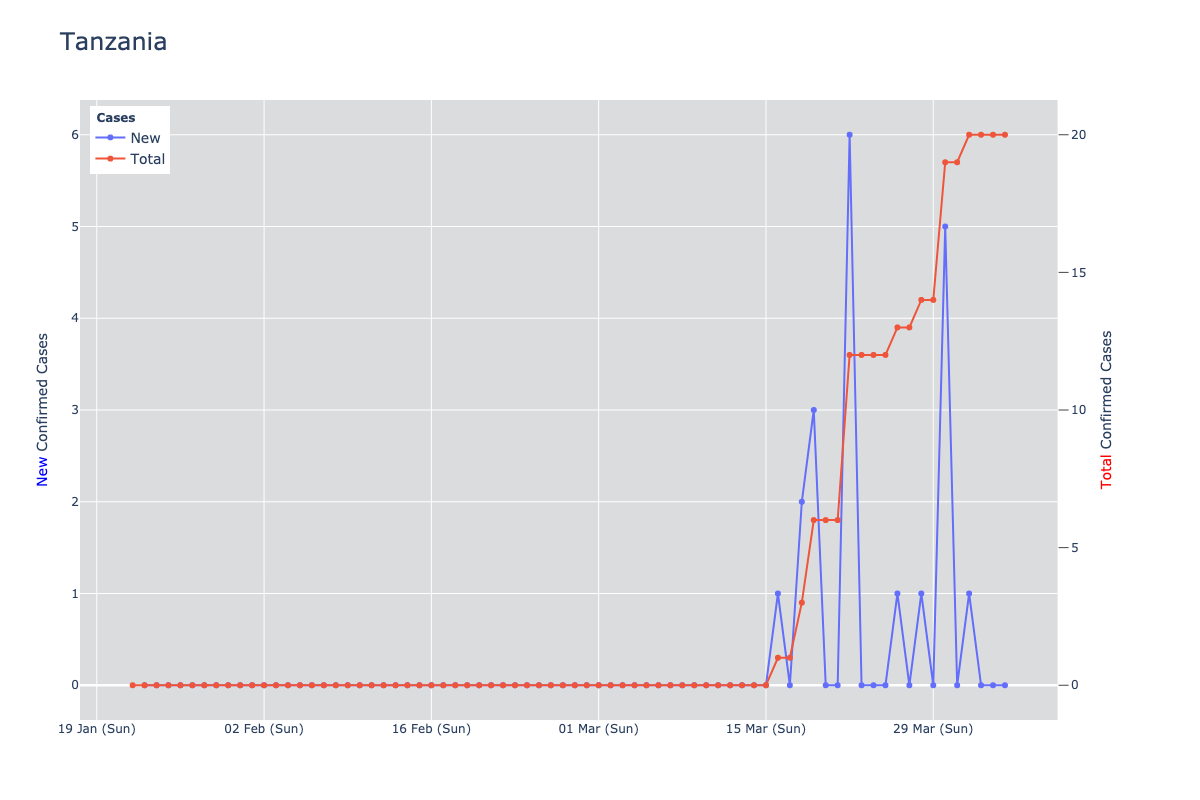 Tanzania
Cases
New
Total
6
5
4
3
2
1
0
20
15
10
5
0
New Confirmed Cases
Total Confirmed Cases
19 Jan (Sun)
02 Feb (Sun)
16 Feb (Sun)
01 Mar (Sun)
15 Mar (Sun)
29 Mar (Sun)